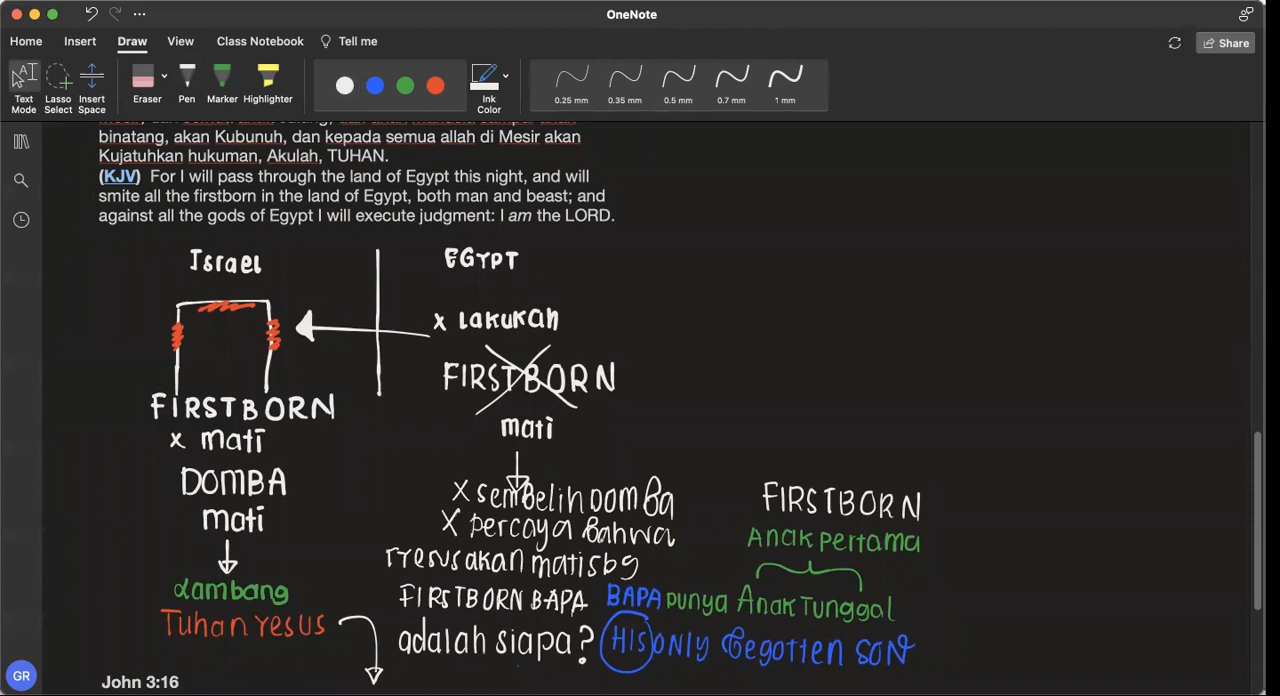 OneNote
Home Insert Draw View Class Notebook Tell me
Share
Text Mode
Lasso Select
Insert Space
Eraser
Pen
Marker
Highlighter
Ink Color
0.25 mm 0.35 mm 0.5 mm 0.7 mm 1 mm
binatang, akan Kubunuh, dan kepada semua allah di Mesir akan
Kujatuhkan hukuman, Akulah, TUHAN.
(KJV) For I will pass through the land of Egypt this night, and will
smite all the firstborn in the land of Egypt, both man and beast; and
against all the gods of Egypt I will execute judgment: I am the LORD.
Israel
EGYPT
x Lakukan
FIRSTBORN
mati
FIRSTBORN
x mati
DOMBA
mati
Lambang
Tuhan Yesus
x sembelih DOMBA
x percaya Bahwa
Yesus akan mati sbg
FIRSTBORN BAPA
adalah siapa?
FIRSTBORN
Anak Pertama
BAPA punya Anak Tunggal
HIS ONLY Begotten SON
GR
John 3:16